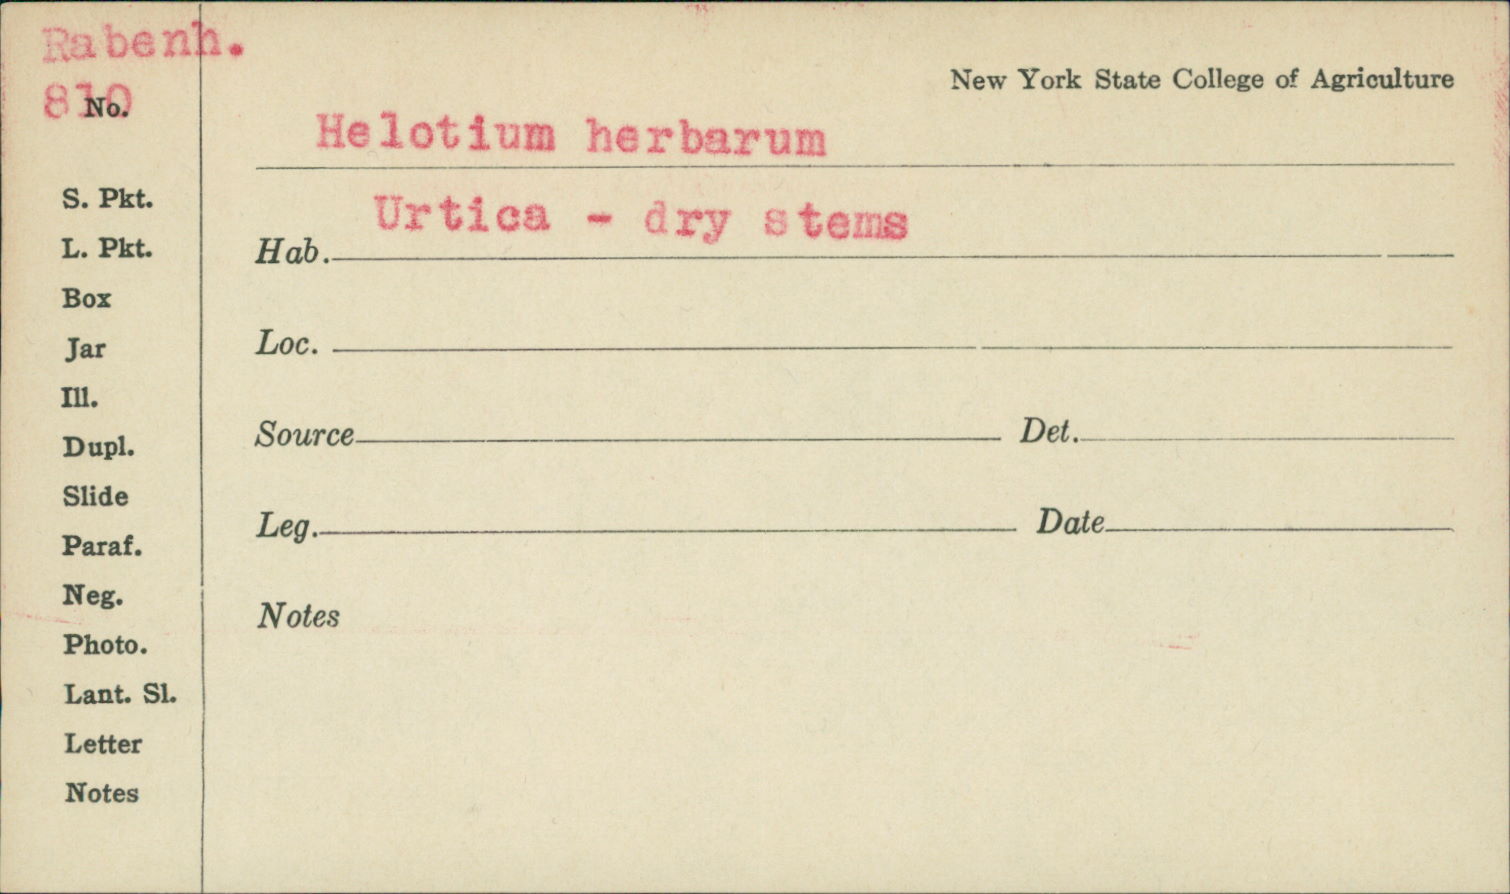 Rabenh.
810
No.
New York State College of Agriculture
Helotium herbarum
Urtica - dry stems
Hab.
Loc.
Source Det.
Leg. Date
Notes
S. Pkt.
L. Pkt.
Box
Jar
Ill.
Dupl.
Slide
Paraf.
Neg.
Photo.
Lant. Sl.
Letter
Notes